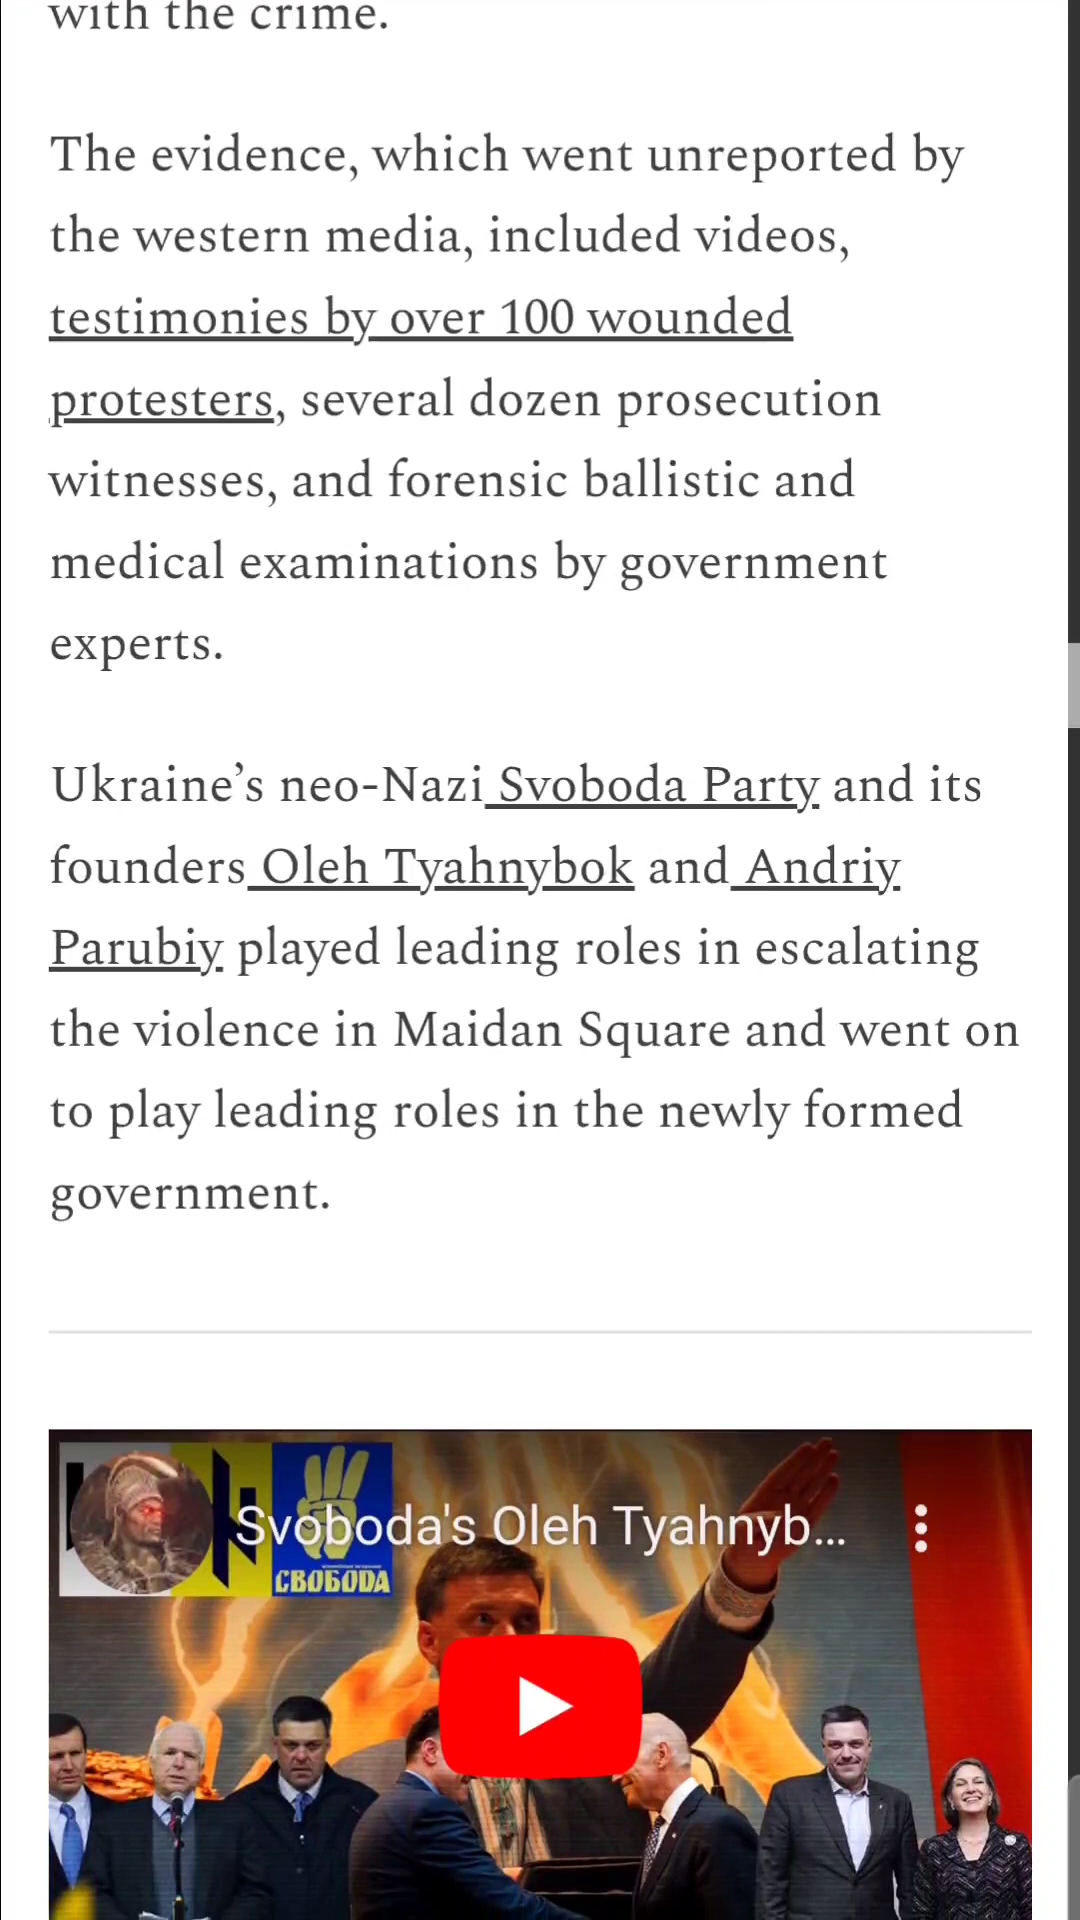 with the crime.
The evidence, which went unreported by
the western media, included videos,
testimonies by over 100 wounded
protesters, several dozen prosecution
witnesses, and forensic ballistic and
medical examinations by government
experts.
Ukraine’s neo-Nazi Svoboda Party and its
founders Oleh Tyahnybok and Andriy
Parubiy played leading roles in escalating
the violence in Maidan Square and went on
to play leading roles in the newly formed
government.
Svoboda's Oleh Tyahnyb...
СВОБОДА